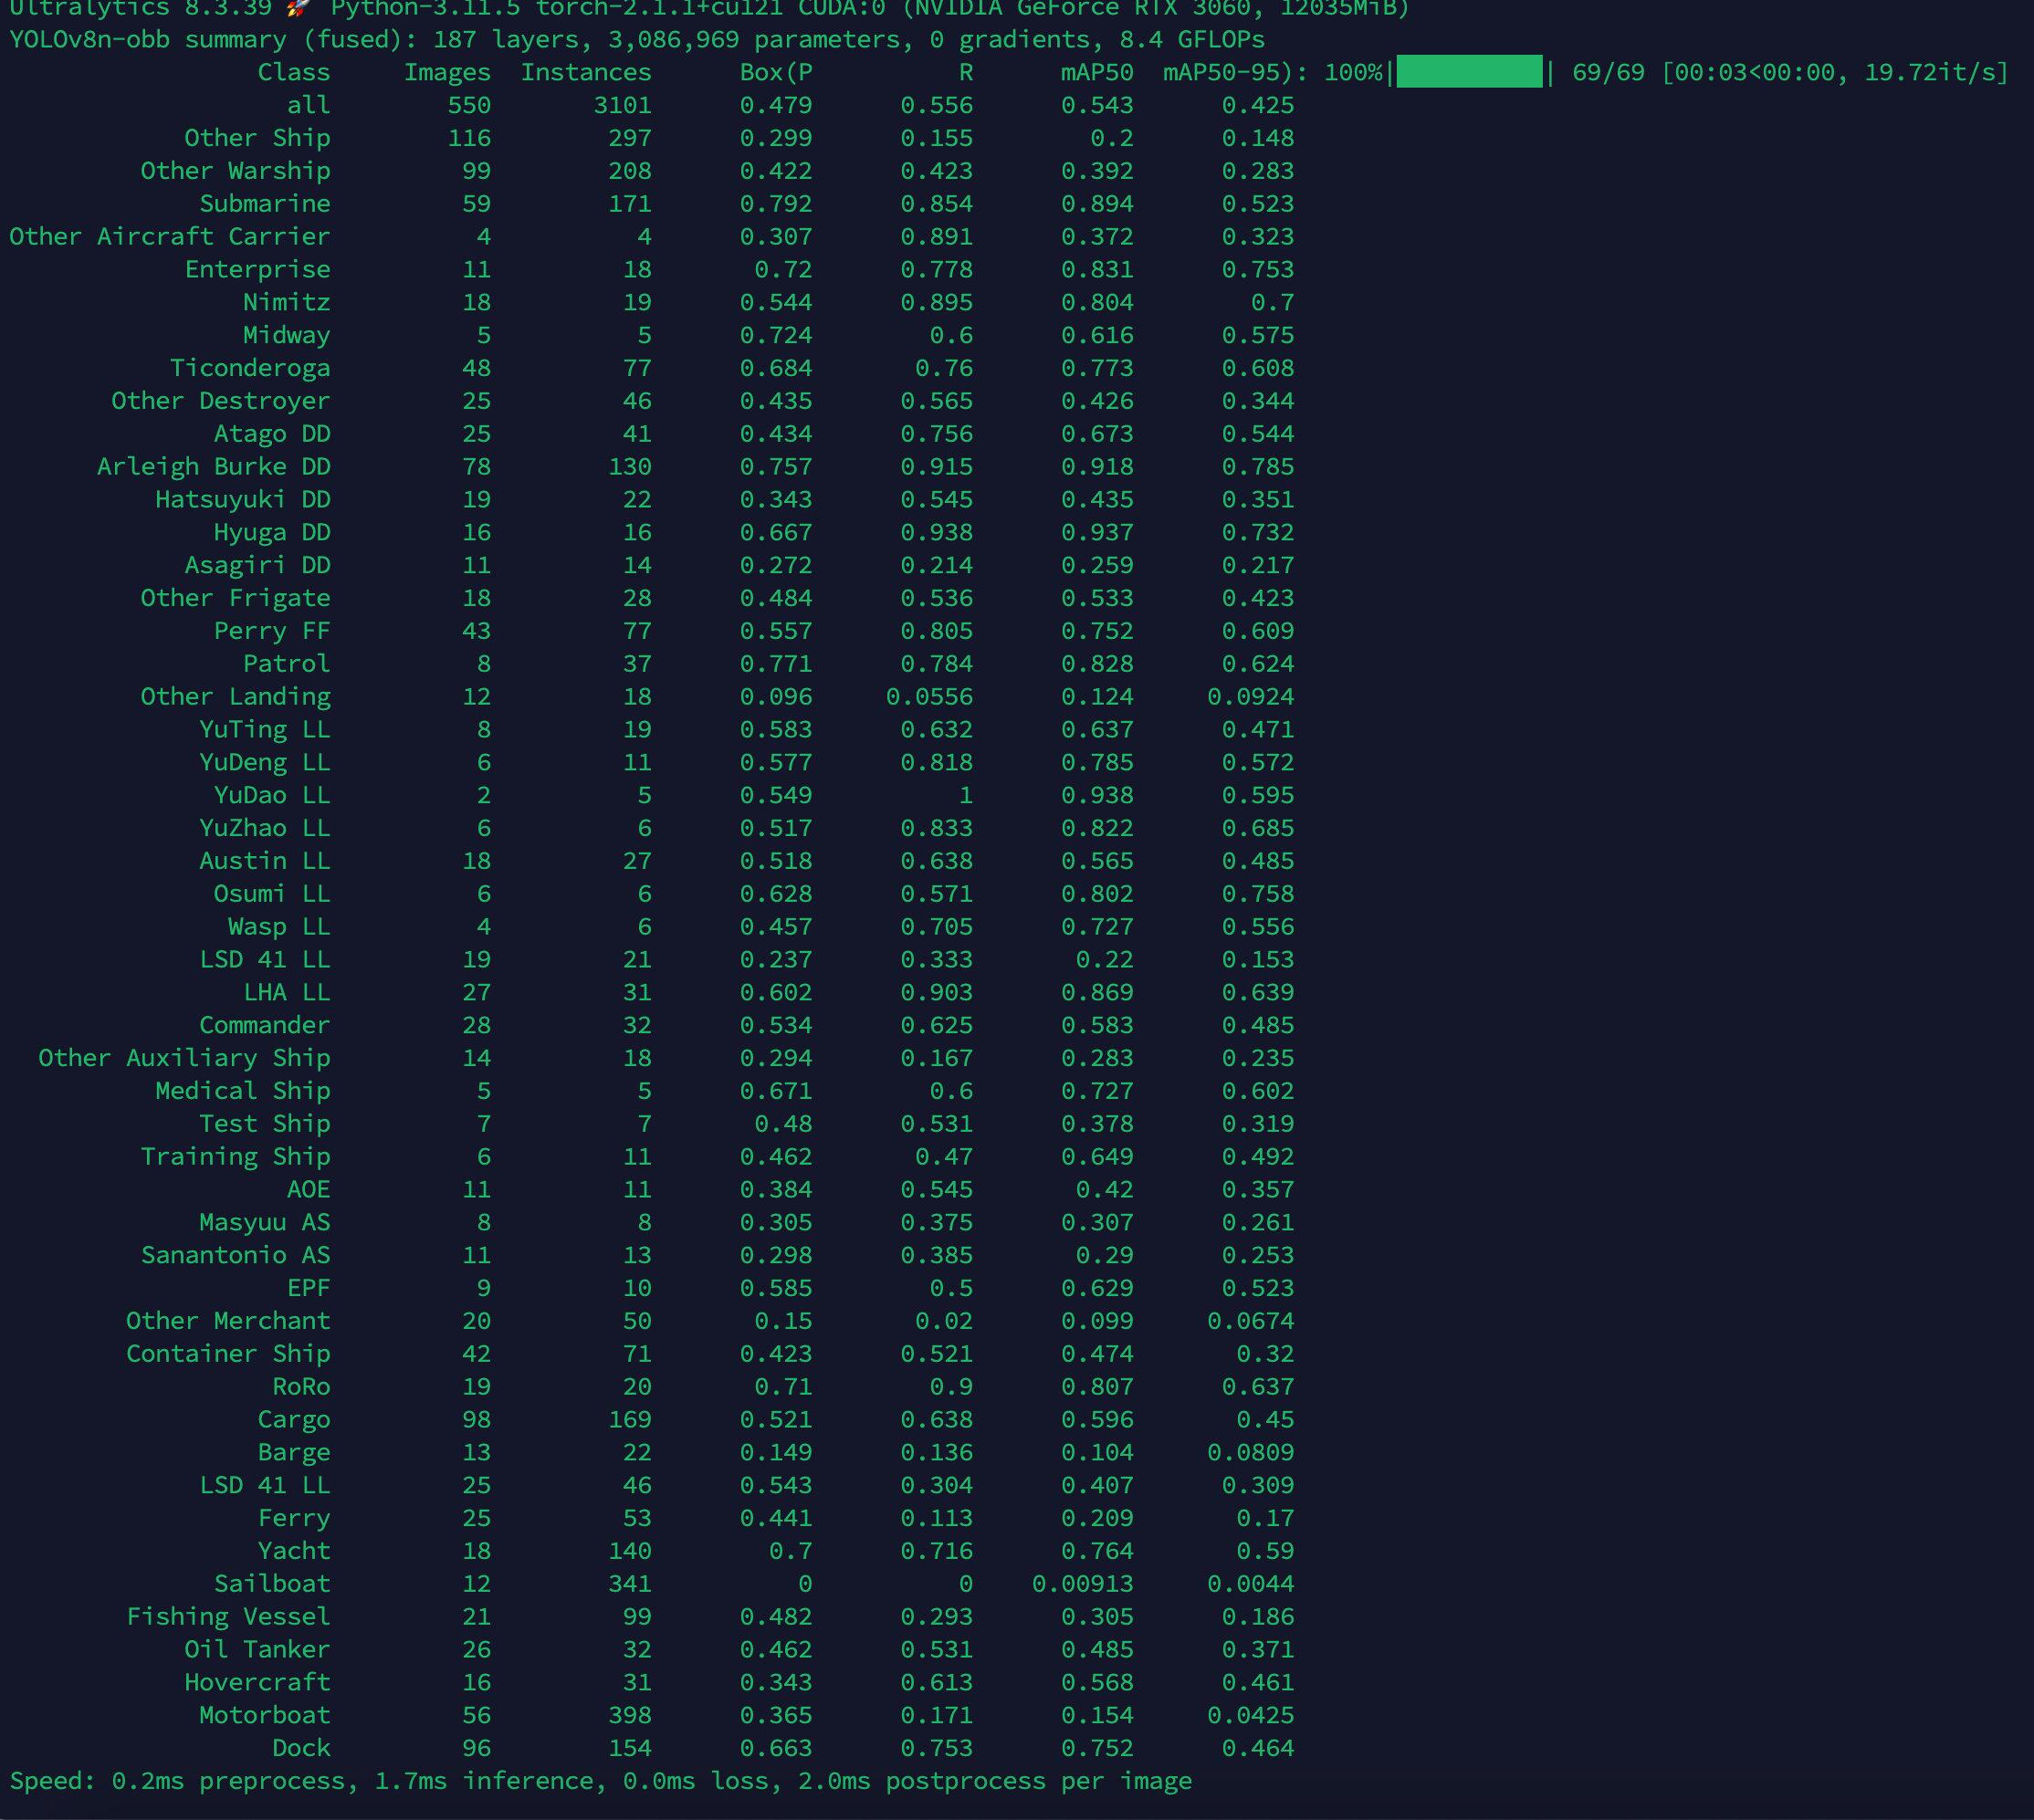 Ultralytics 8.3.39 🚀 Python-3.11.5 torch-2.1.1+cu121 CUDA:0 (NVIDIA GeForce RTX 3060, 12035MiB)
YOLOv8n-obb summary (fused): 187 layers, 3,086,969 parameters, 0 gradients, 8.4 GFLOPs
Class Images Instances Box(P R mAP50 mAP50-95): 100%|██████████| 69/69 [00:03<00:00, 19.72it/s]
all 550 3101 0.479 0.556 0.543 0.425
Other Ship 116 297 0.299 0.155 0.2 0.148
Other Warship 99 208 0.422 0.423 0.392 0.283
Submarine 59 171 0.792 0.854 0.894 0.523
Other Aircraft Carrier 4 4 0.307 0.891 0.372 0.323
Enterprise 11 18 0.72 0.778 0.831 0.753
Nimitz 18 19 0.544 0.895 0.804 0.7
Midway 5 5 0.724 0.6 0.616 0.575
Ticonderoga 48 77 0.684 0.76 0.773 0.608
Other Destroyer 25 46 0.435 0.565 0.426 0.344
Atago DD 25 41 0.434 0.756 0.673 0.544
Arleigh Burke DD 78 130 0.757 0.915 0.918 0.785
Hatsuyuki DD 19 22 0.343 0.545 0.435 0.351
Hyuga DD 16 16 0.667 0.938 0.937 0.732
Asagiri DD 11 14 0.272 0.214 0.259 0.217
Other Frigate 18 28 0.484 0.536 0.533 0.423
Perry FF 43 77 0.557 0.805 0.752 0.609
Patrol 8 37 0.771 0.784 0.828 0.624
Other Landing 12 18 0.096 0.0556 0.124 0.0924
YuTing LL 8 19 0.583 0.632 0.637 0.471
YuDeng LL 6 11 0.577 0.818 0.785 0.572
YuDao LL 2 5 0.549 1 0.938 0.595
YuZhao LL 6 6 0.517 0.833 0.822 0.685
Austin LL 18 27 0.518 0.638 0.565 0.485
Osumi LL 6 6 0.628 0.571 0.802 0.758
Wasp LL 4 6 0.457 0.705 0.727 0.556
LSD 41 LL 19 21 0.237 0.333 0.22 0.153
LHA LL 27 31 0.602 0.903 0.869 0.639
Commander 28 32 0.534 0.625 0.583 0.485
Other Auxiliary Ship 14 18 0.294 0.167 0.283 0.235
Medical Ship 5 5 0.671 0.6 0.727 0.602
Test Ship 7 7 0.48 0.531 0.378 0.319
Training Ship 6 11 0.462 0.47 0.649 0.492
AOE 11 11 0.384 0.545 0.42 0.357
Masyuu AS 8 8 0.305 0.375 0.307 0.261
Sanantonio AS 11 13 0.298 0.385 0.29 0.253
EPF 9 10 0.585 0.5 0.629 0.523
Other Merchant 20 50 0.15 0.02 0.099 0.0674
Container Ship 42 71 0.423 0.521 0.474 0.32
RoRo 19 20 0.71 0.9 0.807 0.637
Cargo 98 169 0.521 0.638 0.596 0.45
Barge 13 22 0.149 0.136 0.104 0.0809
LSD 41 LL 25 46 0.543 0.304 0.407 0.309
Ferry 25 53 0.441 0.113 0.209 0.17
Yacht 18 140 0.7 0.716 0.764 0.59
Sailboat 12 341 0 0 0.00913 0.0044
Fishing Vessel 21 99 0.482 0.293 0.305 0.186
Oil Tanker 26 32 0.462 0.531 0.485 0.371
Hovercraft 16 31 0.343 0.613 0.568 0.461
Motorboat 56 398 0.365 0.171 0.154 0.0425
Dock 96 154 0.663 0.753 0.752 0.464
Speed: 0.2ms preprocess, 1.7ms inference, 0.0ms loss, 2.0ms postprocess per image